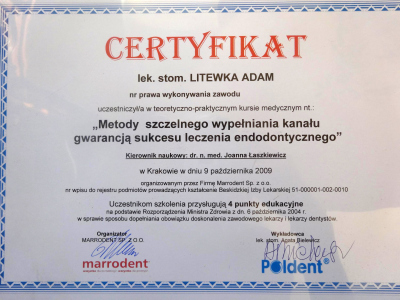 CERTYFIKAT
lek. stom. LITEWKA ADAM
nr prawa wykonywania zawodu
uczestniczył/a w teoretyczno-praktycznym kursie medycznym nt.:
„Metody szczelnego wypełniania kanału
gwarancją sukcesu leczenia endodontycznego”
Kierownik naukowy: dr. n. med. Joanna Łaszkiewicz
w Krakowie w dniu 9 października 2009
organizowanym przez Firmę Marrodent Sp. z o.o.
nr wpisu do rejestru podmiotów prowadzących kształcenie Beskidzkiej Izby Lekarskiej 51-000001-002-0010
Uczestnikom szkolenia przysługują 4 punkty edukacyjne
na podstawie Rozporządzenia Ministra Zdrowia z dn. 6 października 2004 r.
w sprawie sposobu dopełniania obowiązku doskonalenia zawodowego lekarzy i lekarzy dentystów.
Organizator
MARRODENT Sp. z o.o.
marrodent
Wykładowca
lek. stom. Agata Bielewicz
Poldent®